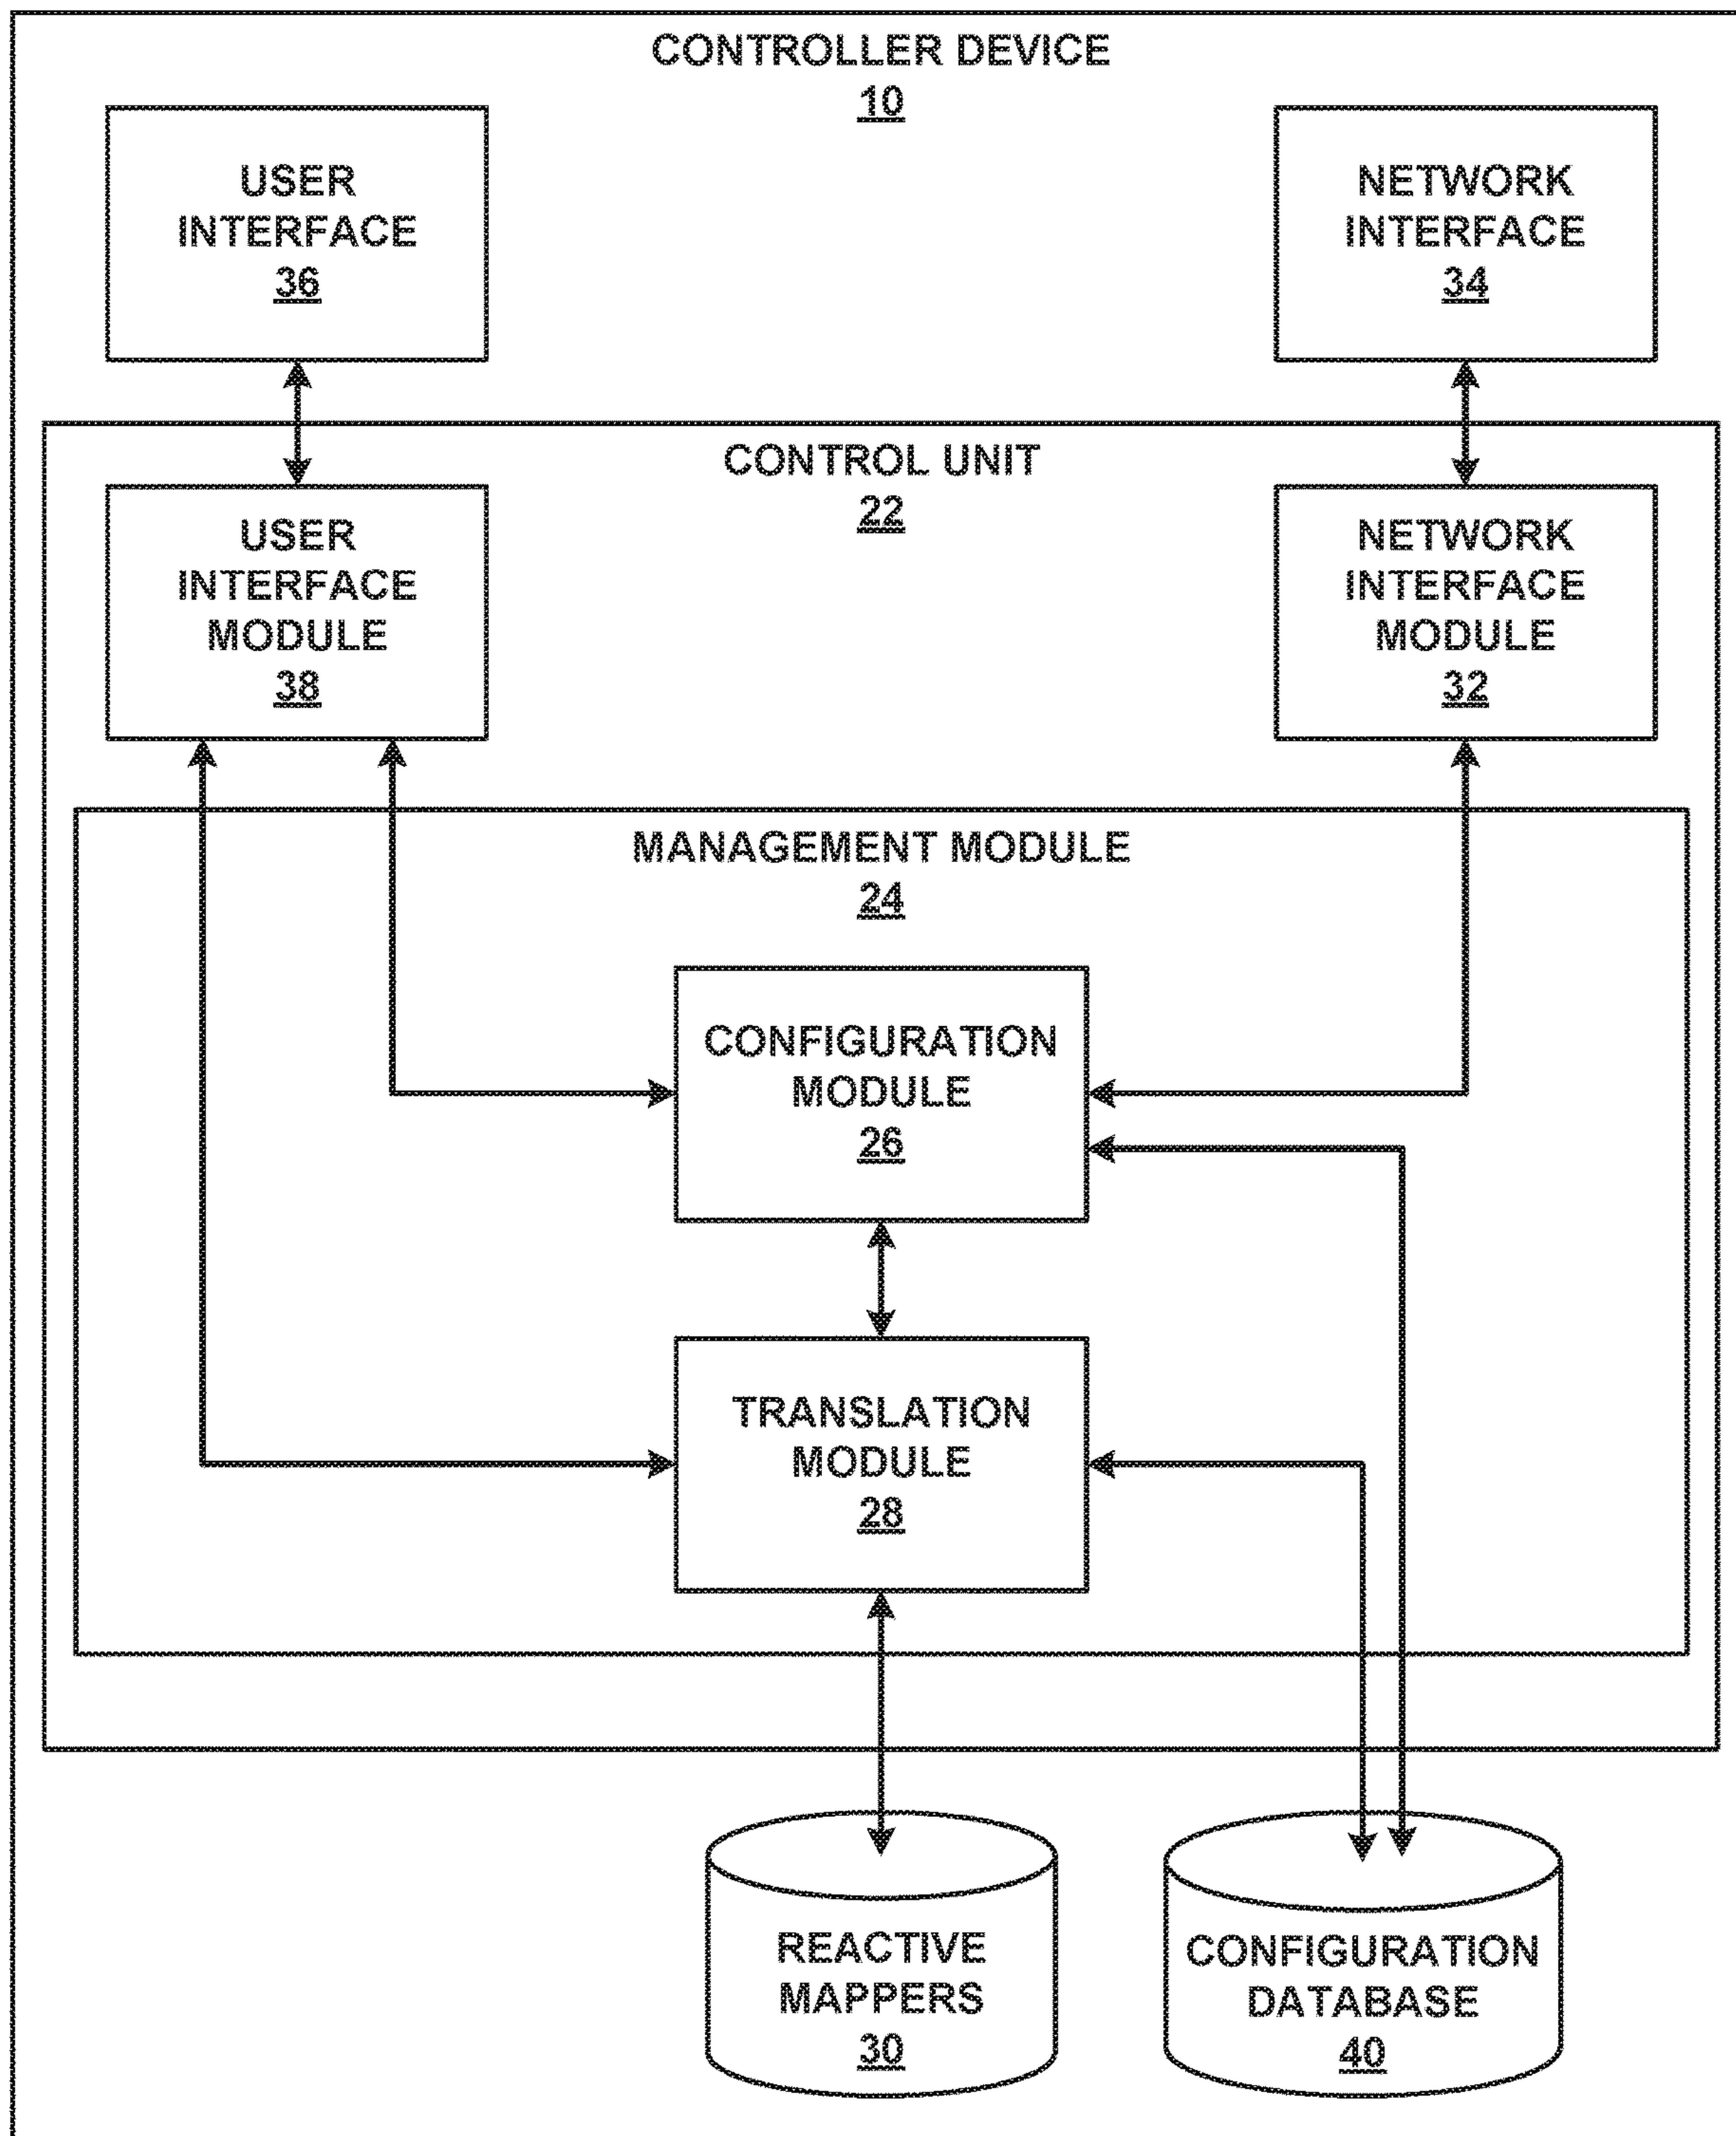 CONTROLLER DEVICE
10
USER
INTERFACE
36
NETWORK
INTERFACE
34
CONTROL UNIT
22
USER
INTERFACE
MODULE
38
NETWORK
INTERFACE
MODULE
32
MANAGEMENT MODULE
24
CONFIGURATION
MODULE
26
TRANSLATION
MODULE
28
REACTIVE
MAPPERS
30
CONFIGURATION
DATABASE
40